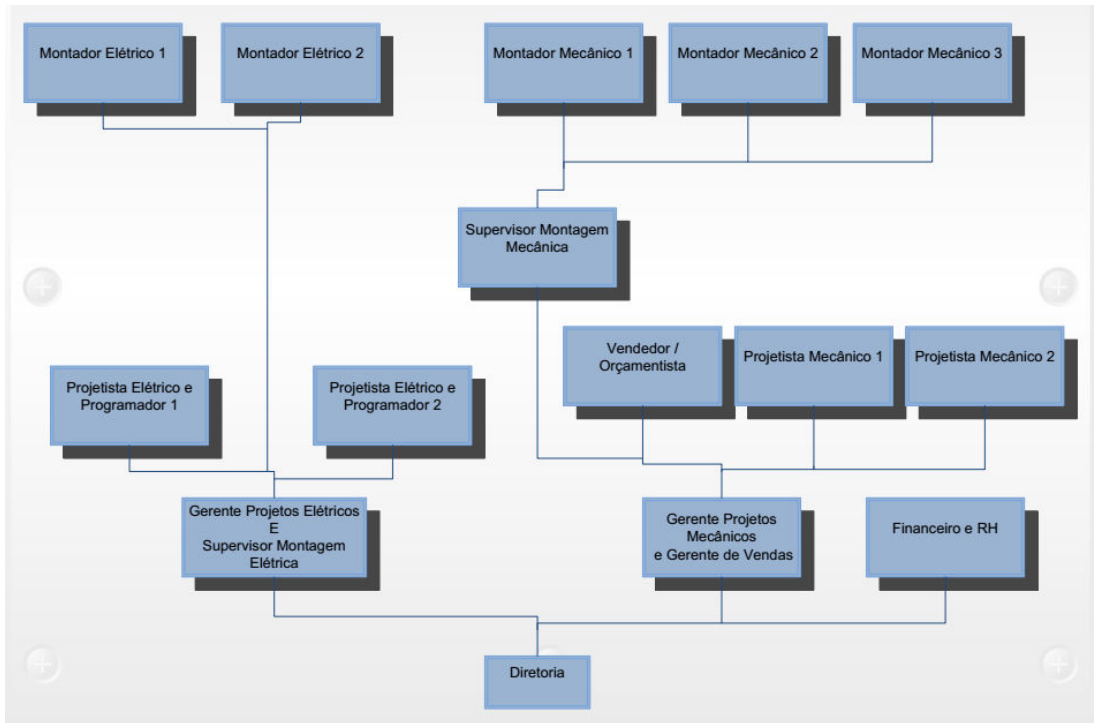 Montador Elétrico 1
Montador Elétrico 2
Montador Mecânico 1
Montador Mecânico 2
Montador Mecânico 3
Supervisor Montagem
Mecânica
Vendedor /
Orçamentista
Projetista Mecânico 1
Projetista Mecânico 2
Projetista Elétrico e
Programador 1
Projetista Elétrico e
Programador 2
Gerente Projetos Elétricos
E
Supervisor Montagem
Elétrica
Gerente Projetos
Mecânicos
e Gerente de Vendas
Financeiro e RH
Diretoria